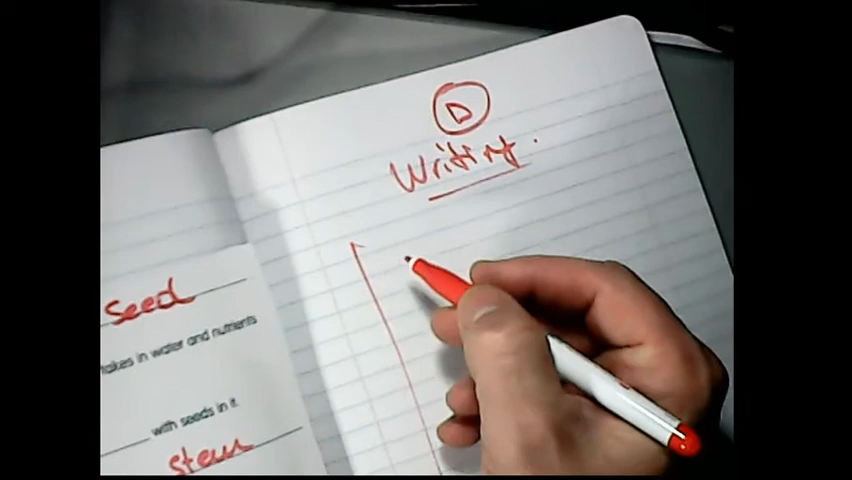 D
Writing.
Seed
takes in water and nutrients
with seeds in it.
stem